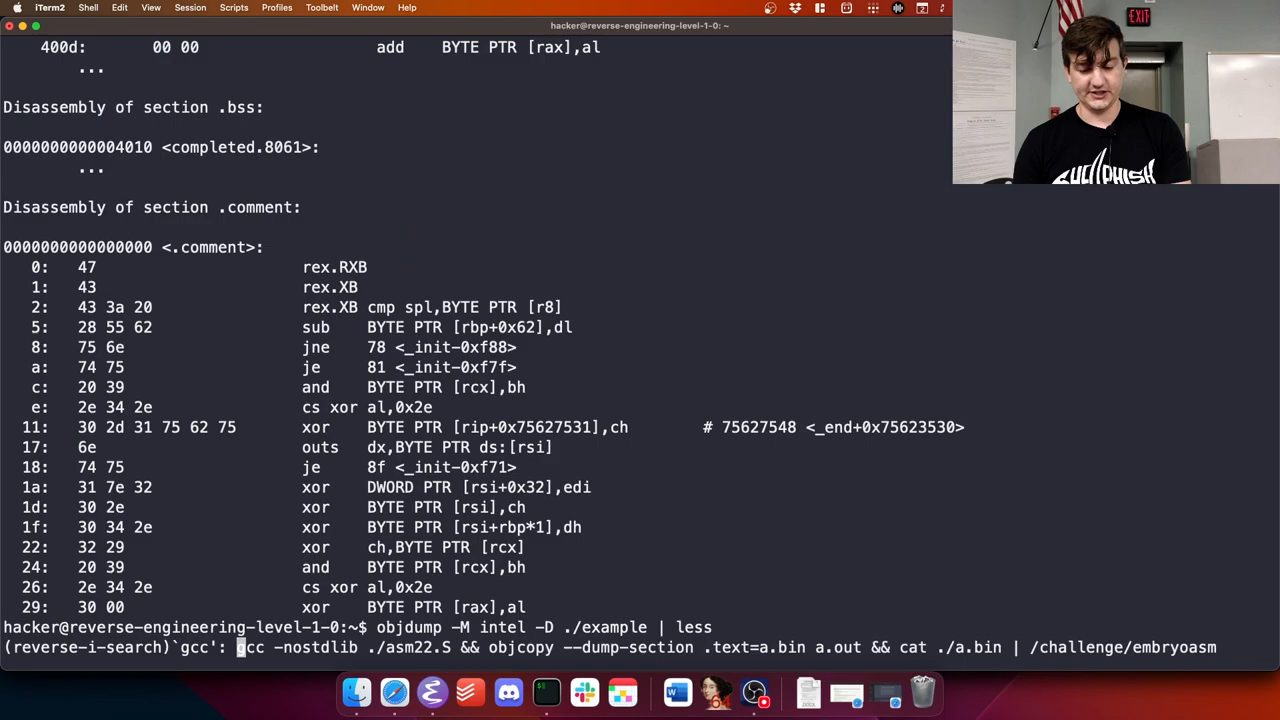 iTerm2 Shell Edit View Session Scripts Profiles Toolbelt Window Help
hacker@reverse-engineering-level-1-0: ~
EXIT
400d: 00 00 add BYTE PTR [rax],al
...
Disassembly of section .bss:
0000000000004010 <completed.8061>:
...
Disassembly of section .comment:
0000000000000000 <.comment>:
0: 47 rex.RXB
1: 43 rex.XB
2: 43 3a 20 rex.XB cmp spl,BYTE PTR [r8]
5: 28 55 62 sub BYTE PTR [rbp+0x62],dl
8: 75 6e jne 78 <_init-0xf88>
a: 74 75 je 81 <_init-0xf7f>
c: 20 39 and BYTE PTR [rcx],bh
e: 2e 34 2e cs xor al,0x2e
11: 30 2d 31 75 62 75 xor BYTE PTR [rip+0x75627531],ch # 75627548 <_end+0x75623530>
17: 6e outs dx,BYTE PTR ds:[rsi]
18: 74 75 je 8f <_init-0xf71>
1a: 31 7e 32 xor DWORD PTR [rsi+0x32],edi
1d: 30 2e xor BYTE PTR [rsi],ch
1f: 30 34 2e xor BYTE PTR [rsi+rbp*1],dh
22: 32 29 xor ch,BYTE PTR [rcx]
24: 20 39 and BYTE PTR [rcx],bh
26: 2e 34 2e cs xor al,0x2e
29: 30 00 xor BYTE PTR [rax],al
hacker@reverse-engineering-level-1-0:~$ objdump -M intel -D ./example | less
(reverse-i-search)`gcc': gcc -nostdlib ./asm22.S && objcopy --dump-section .text=a.bin a.out && cat ./a.bin | /challenge/embryoasm